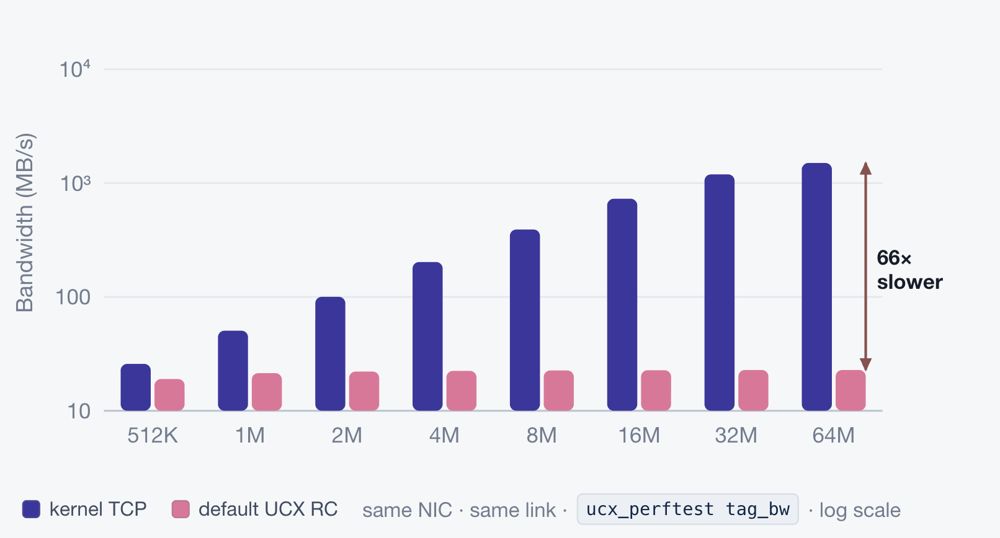 10⁴
10³
100
10
Bandwidth (MB/s)
66×
slower
512K 1M 2M 4M 8M 16M 32M 64M
kernel TCP default UCX RC same NIC · same link · ucx_perftest tag_bw · log scale